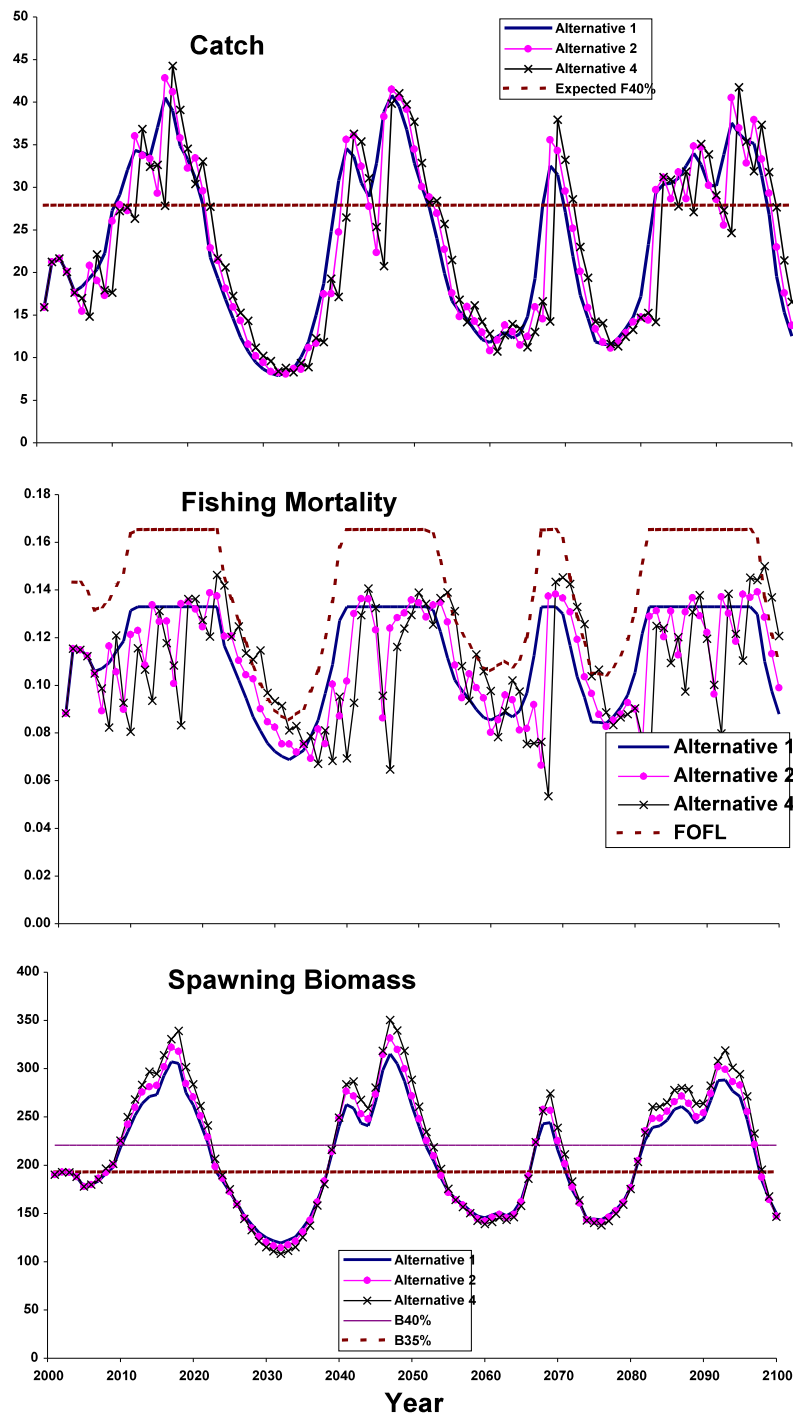 Catch
50
45
40
35
30
25
20
15
10
5
0
Alternative 1
Alternative 2
Alternative 4
Expected F40%
Fishing Mortality
0.18
0.16
0.14
0.12
0.10
0.08
0.06
0.04
0.02
0.00
Alternative 1
Alternative 2
Alternative 4
FOFL
Spawning Biomass
400
350
300
250
200
150
100
50
0
Alternative 1
Alternative 2
Alternative 4
B40%
B35%
2000 2010 2020 2030 2040 2050 2060 2070 2080 2090 2100
Year